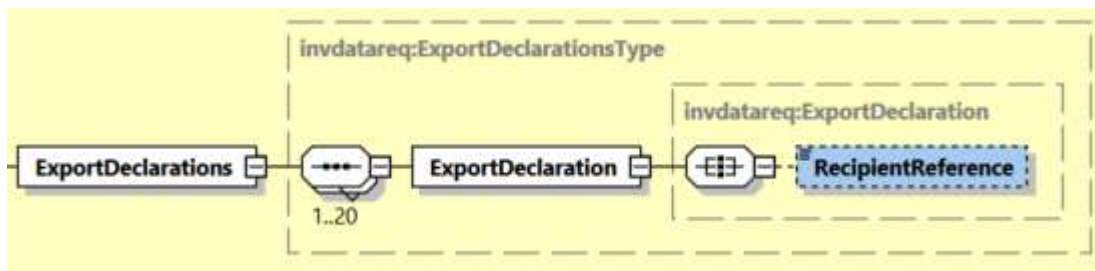 invdatareq:ExportDeclarationsType
invdatareq:ExportDeclaration
ExportDeclarations
ExportDeclaration
RecipientReference
1..20